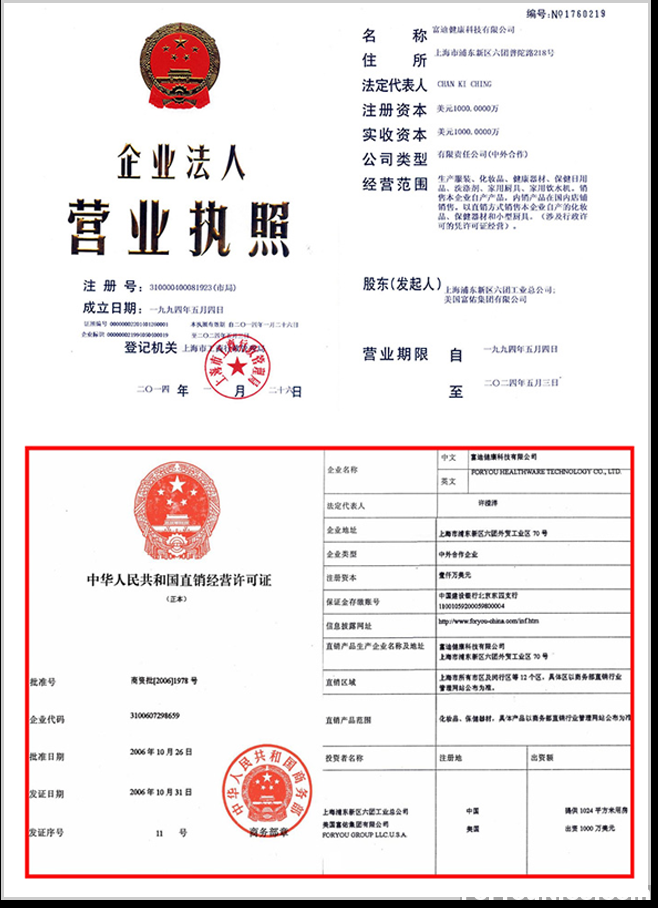 编号:No1760219
企业法人
营业执照
注 册 号: 310000400081923(市局)
成立日期: 一九九四年五月四日
证照编号 00000002201081260001
本执照有效期 自二〇一四年一月二十六日
至二〇二四年五月三日
登记机关 上海市工商行政管理局
二〇一四 年 一 月 二十六 日
名 称 富迪健康科技有限公司
住 所 上海市浦东新区六团普陀路218号
法定代表人 CHAN KI CHING
注册资本 美元1000.0000万
实收资本 美元1000.0000万
公司类型 有限责任公司(中外合作)
经营范围 生产服装、化妆品、健康器材、保健日用
品、洗涤剂、家用厨具、家用饮水机,销
售本企业自产产品,内销产品在国内店铺
销售,以直销方式销售本企业自产的化妆
品、保健器材和小型厨具。(涉及行政许
可的凭许可证经营)。
股东(发起人) 上海浦东新区六团工业总公司;
美国富佑集团有限公司
营业期限 自 一九九四年五月四日
至 二〇二四年五月三日
中华人民共和国直销经营许可证
(正本)
批准号 商资批[2006]1978 号
企业代码 3100607298659
批准日期 2006 年 10 月 26 日
发证日期 2006 年 10 月 31 日
发证序号 11 号
中华人民共和国商务部
商务部章
企业名称 中文 富迪健康科技有限公司
英文 FORYOU HEALTHWARE TECHNOLOGY CO., LTD.
法定代表人 许浚泽
企业地址 上海市浦东新区六团外贸工业区 70 号
企业类型 中外合作企业
注册资本 壹仟万美元
保证金存缴账号 中国建设银行北京东四支行
11001059200059800004
信息披露网址 http://www.foryou-china.com/inf.htm
直销产品生产企业名称及地址 富迪健康科技有限公司
上海市浦东新区六团外贸工业区 70 号
直销区域 上海市所有市区及闵行区等 12 个区,具体区以商务部直销行业
管理网站公布为准。
直销产品范围 化妆品、保健器材,具体产品以商务部直销行业管理网站公布为准
投资者名称 注册地 出资额
上海浦东新区六团工业总公司 中国 提供 1024 平方米用房
美国富佑集团有限公司 美国 出资 1000 万美元
FORYOU GROUP LLC.U.S.A.